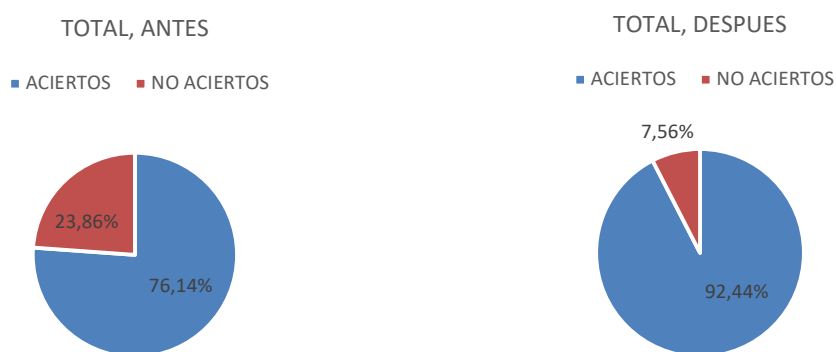 TOTAL, ANTES
ACIERTOS NO ACIERTOS
23,86%
76,14%
TOTAL, DESPUES
ACIERTOS NO ACIERTOS
7,56%
92,44%